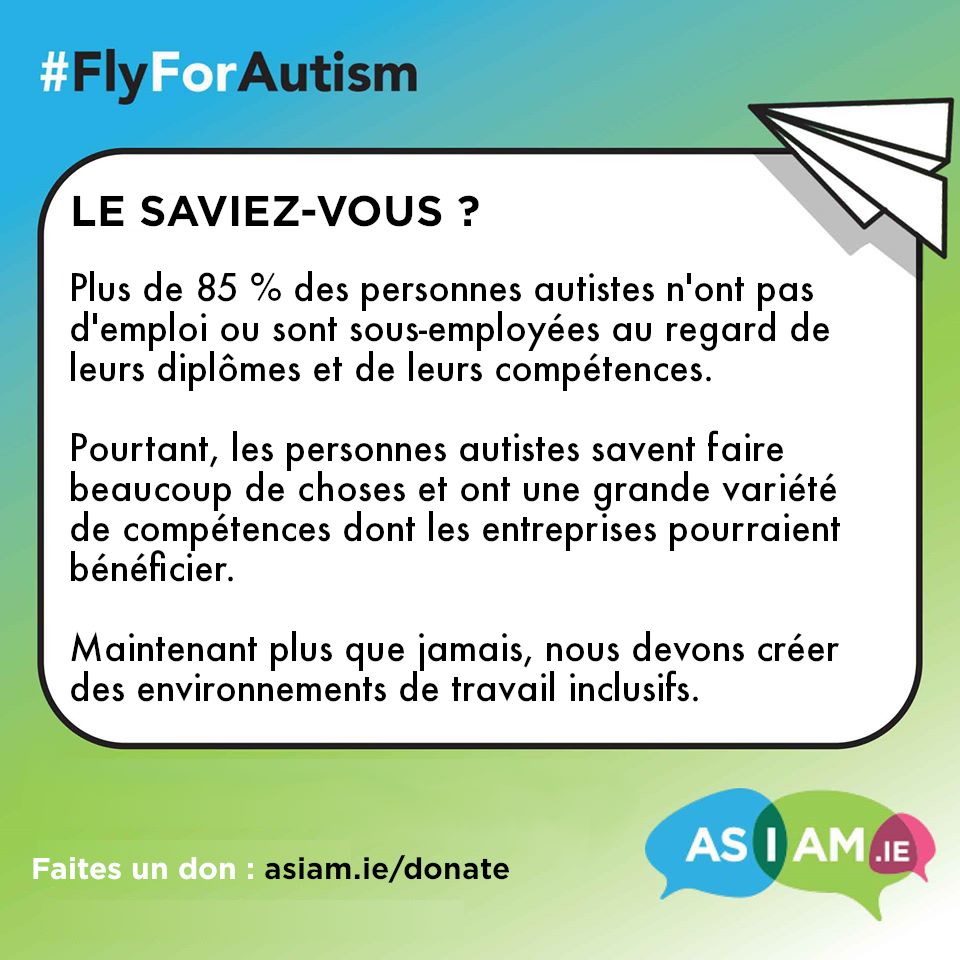 #FlyForAutism
LE SAVIEZ-VOUS ?
Plus de 85 % des personnes autistes n'ont pas
d'emploi ou sont sous-employées au regard de
leurs diplômes et de leurs compétences.
Pourtant, les personnes autistes savent faire
beaucoup de choses et ont une grande variété
de compétences dont les entreprises pourraient
bénéficier.
Maintenant plus que jamais, nous devons créer
des environnements de travail inclusifs.
AS I AM.IE
Faites un don : asiam.ie/donate